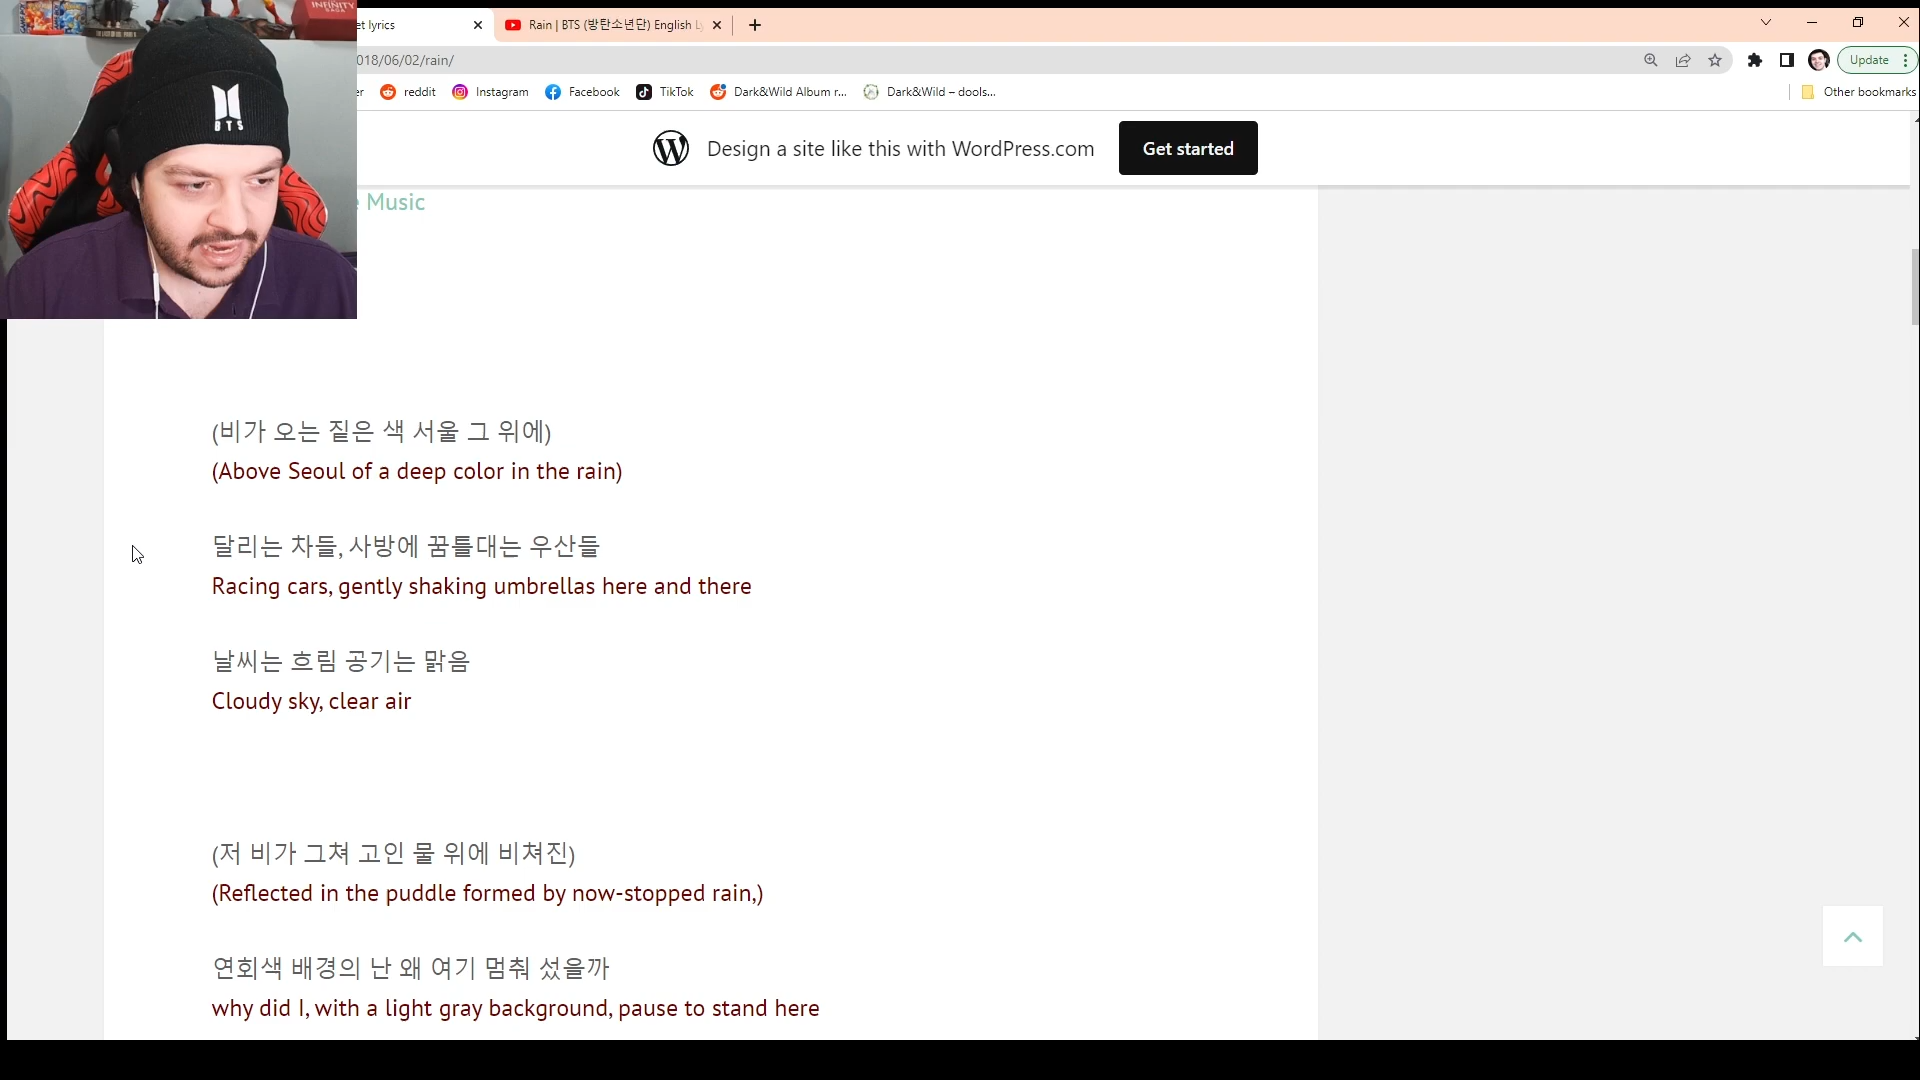 INFINITY
SAGA
BTS
et lyrics
Rain | BTS (방탄소년단) English L
018/06/02/rain/
Update
er
reddit
Instagram
Facebook
TikTok
Dark&Wild Album r...
Dark&Wild – dools...
Other bookmarks
Design a site like this with WordPress.com
Get started
e Music
(비가 오는 짙은 색 서울 그 위에)
(Above Seoul of a deep color in the rain)
달리는 차들, 사방에 꿈틀대는 우산들
Racing cars, gently shaking umbrellas here and there
날씨는 흐림 공기는 맑음
Cloudy sky, clear air
(저 비가 그쳐 고인 물 위에 비쳐진)
(Reflected in the puddle formed by now-stopped rain,)
연회색 배경의 난 왜 여기 멈춰 섰을까
why did I, with a light gray background, pause to stand here